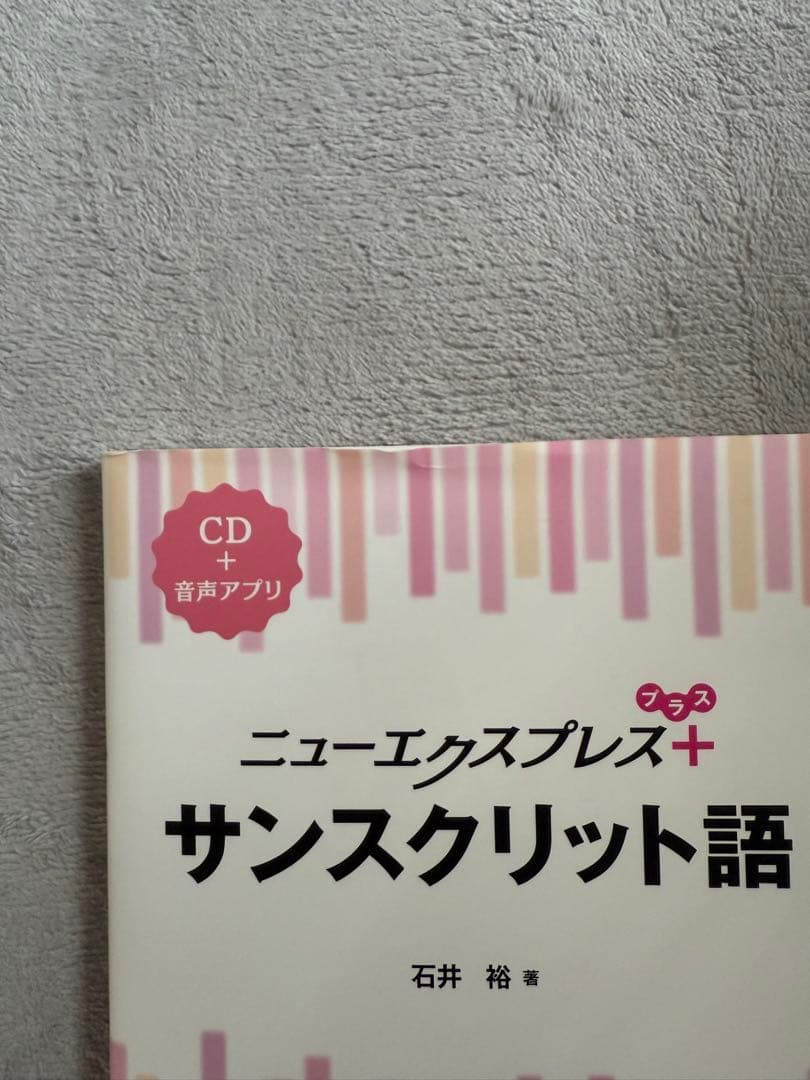 CD
+
音声アプリ
プラス
ニューエクスプレス+
サンスクリット語
石井 裕 著